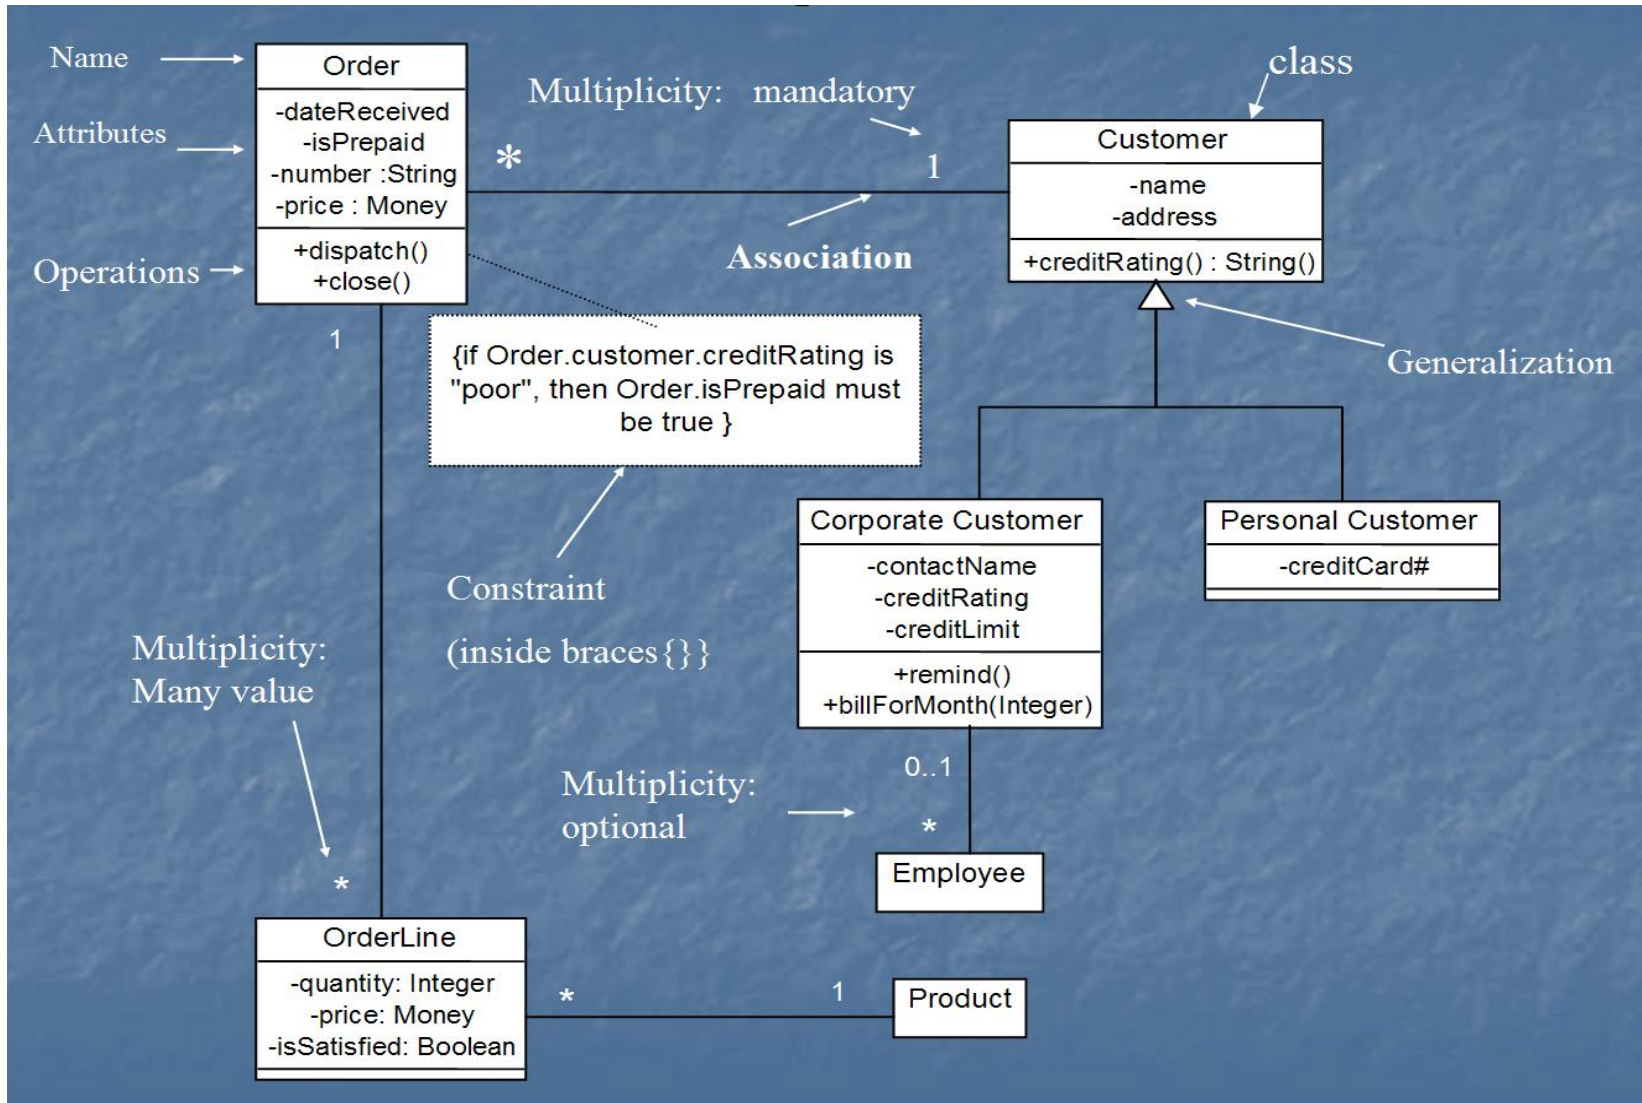 Name
Order
Attributes
-dateReceived
-isPrepaid
-number :String
-price : Money
Operations
+dispatch()
+close()
Multiplicity: mandatory
*
1
Association
class
Customer
-name
-address
+creditRating() : String()
Generalization
1
{if Order.customer.creditRating is
"poor", then Order.isPrepaid must
be true }
Constraint
(inside braces{}}
Corporate Customer
-contactName
-creditRating
-creditLimit
+remind()
+billForMonth(Integer)
Personal Customer
-creditCard#
Multiplicity:
Many value
*
Multiplicity:
optional
0..1
*
Employee
OrderLine
-quantity: Integer
-price: Money
-isSatisfied: Boolean
*
1
Product